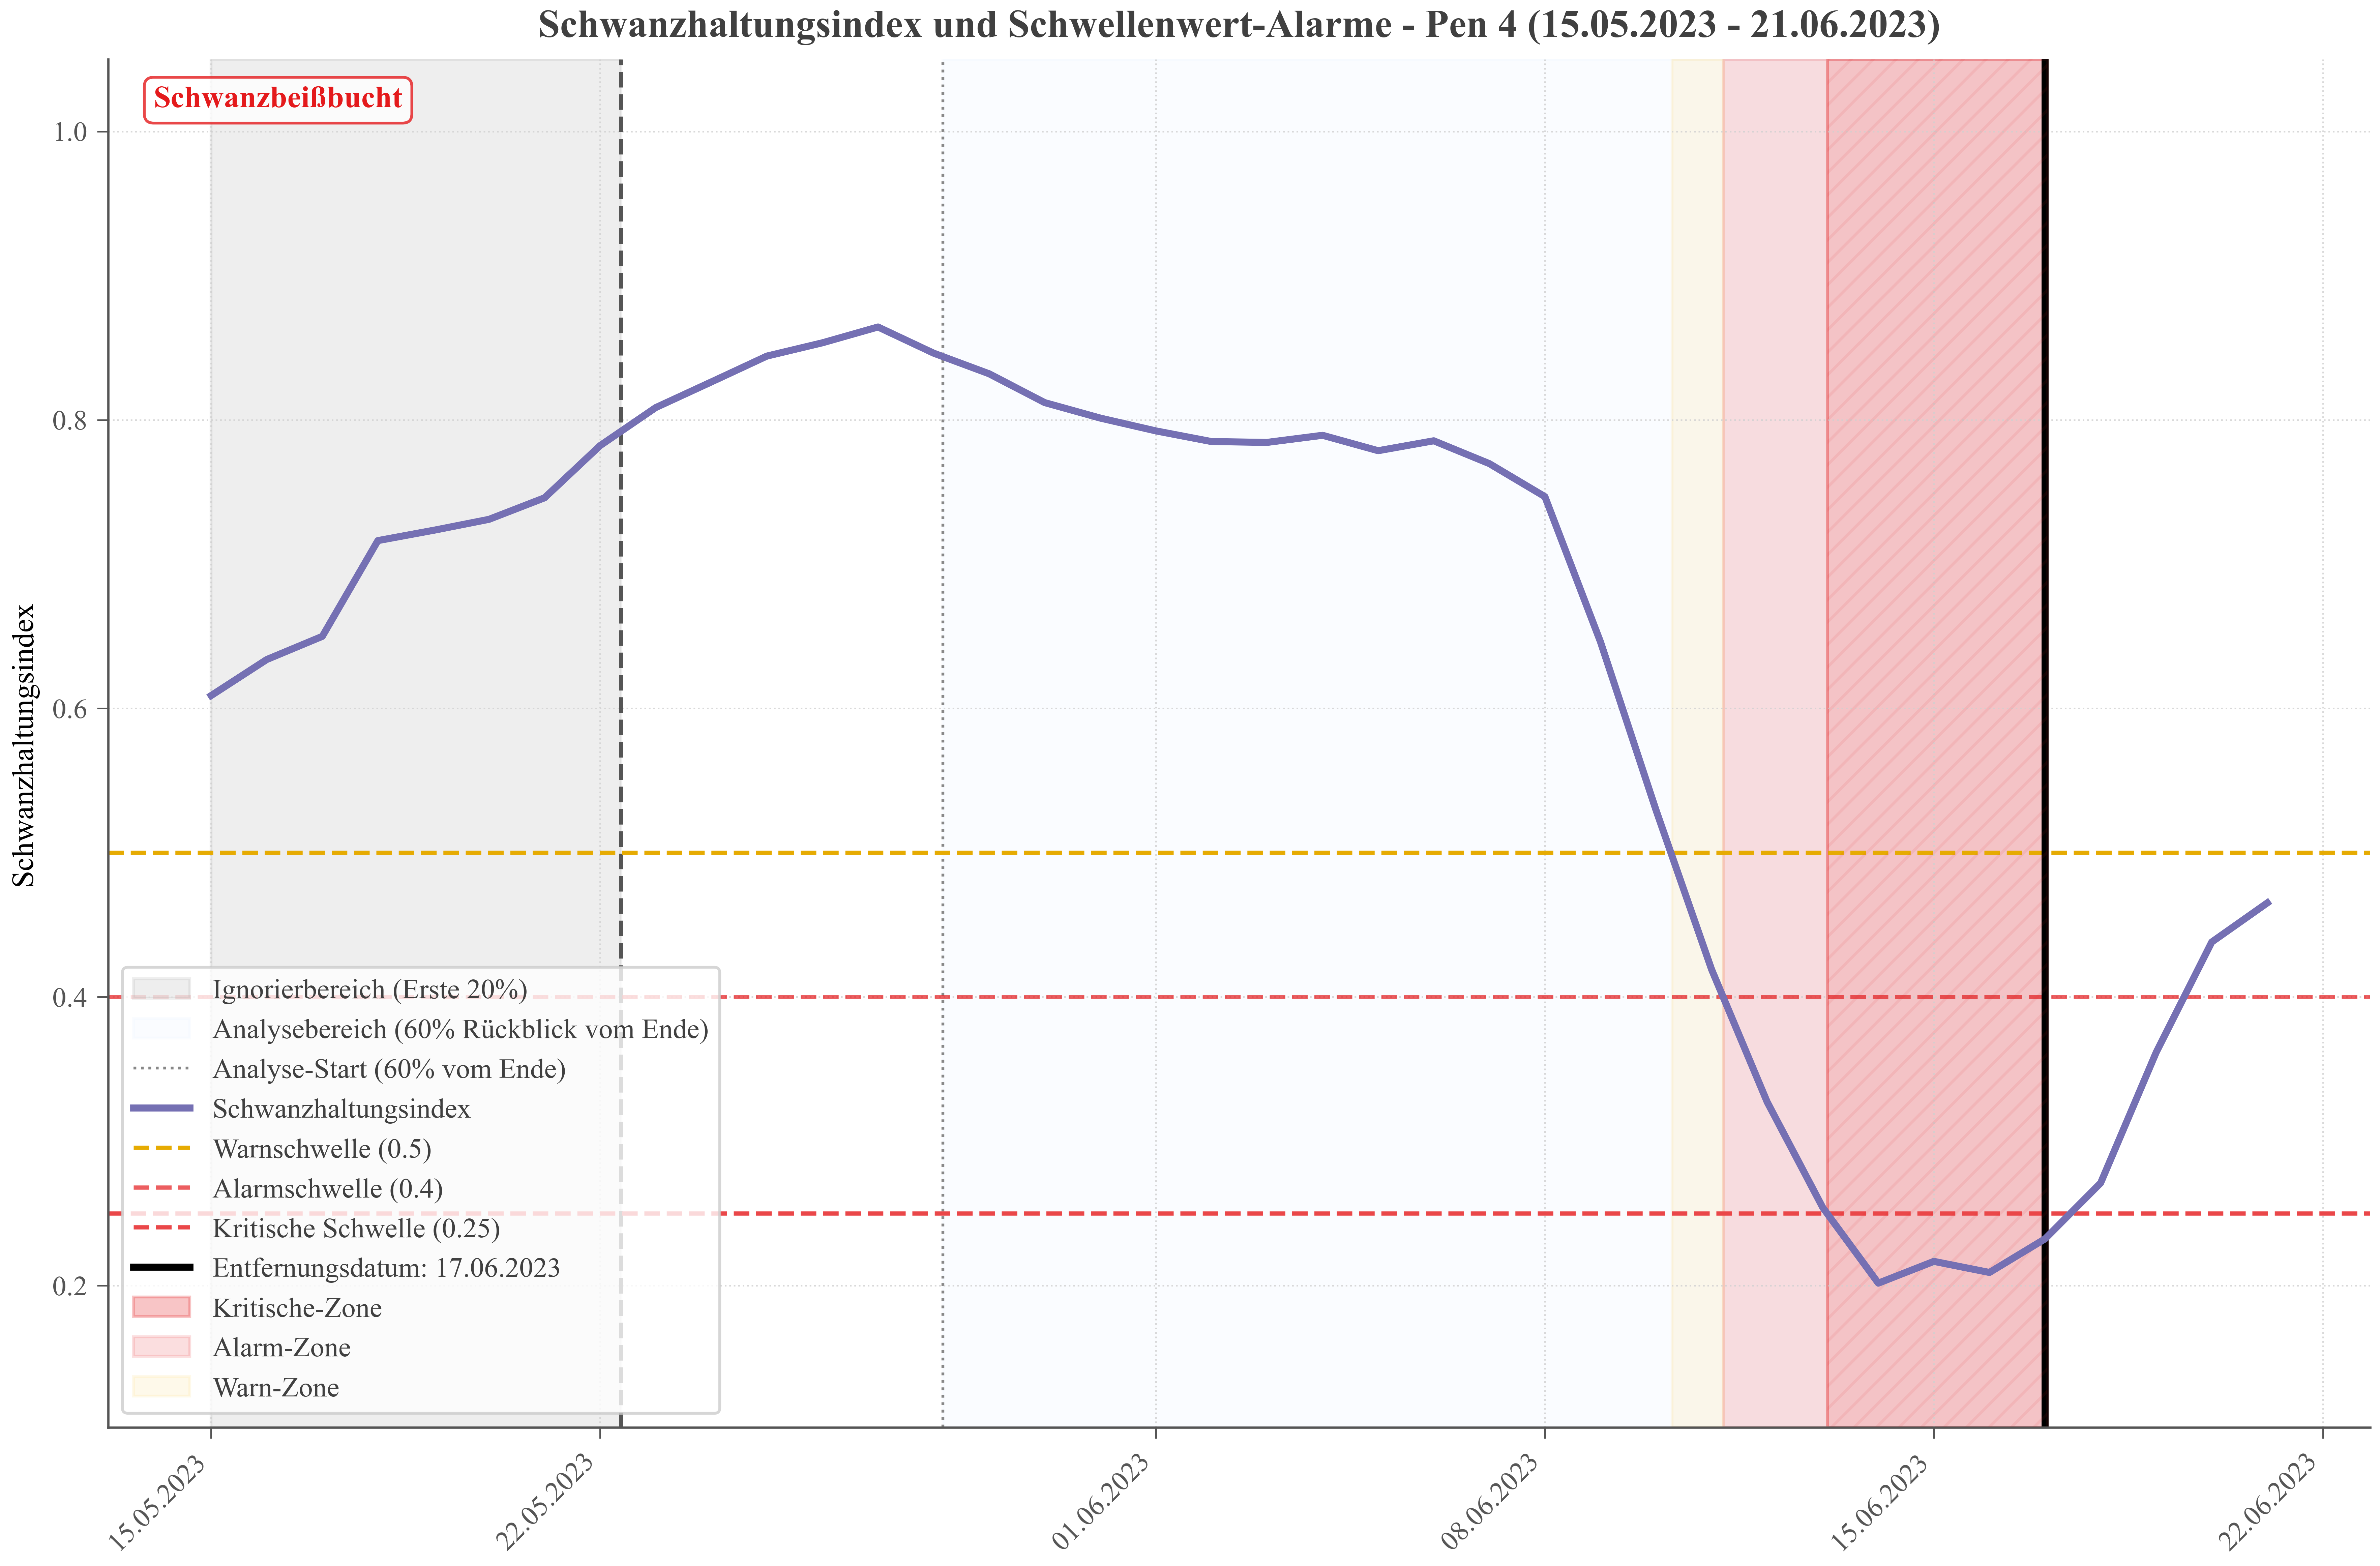 Schwanzhaltungsindex und Schwellenwert-Alarme - Pen 4 (15.05.2023 - 21.06.2023)
Schwanzbeißbucht
1.0
0.8
0.6
0.4
0.2
Schwanzhaltungsindex
Ignorierbereich (Erste 20%)
Analysebereich (60% Rückblick vom Ende)
Analyse-Start (60% vom Ende)
Schwanzhaltungsindex
Warnschwelle (0.5)
Alarmschwelle (0.4)
Kritische Schwelle (0.25)
Entfernungsdatum: 17.06.2023
Kritische-Zone
Alarm-Zone
Warn-Zone
15.05.2023
22.05.2023
01.06.2023
08.06.2023
15.06.2023
22.06.2023